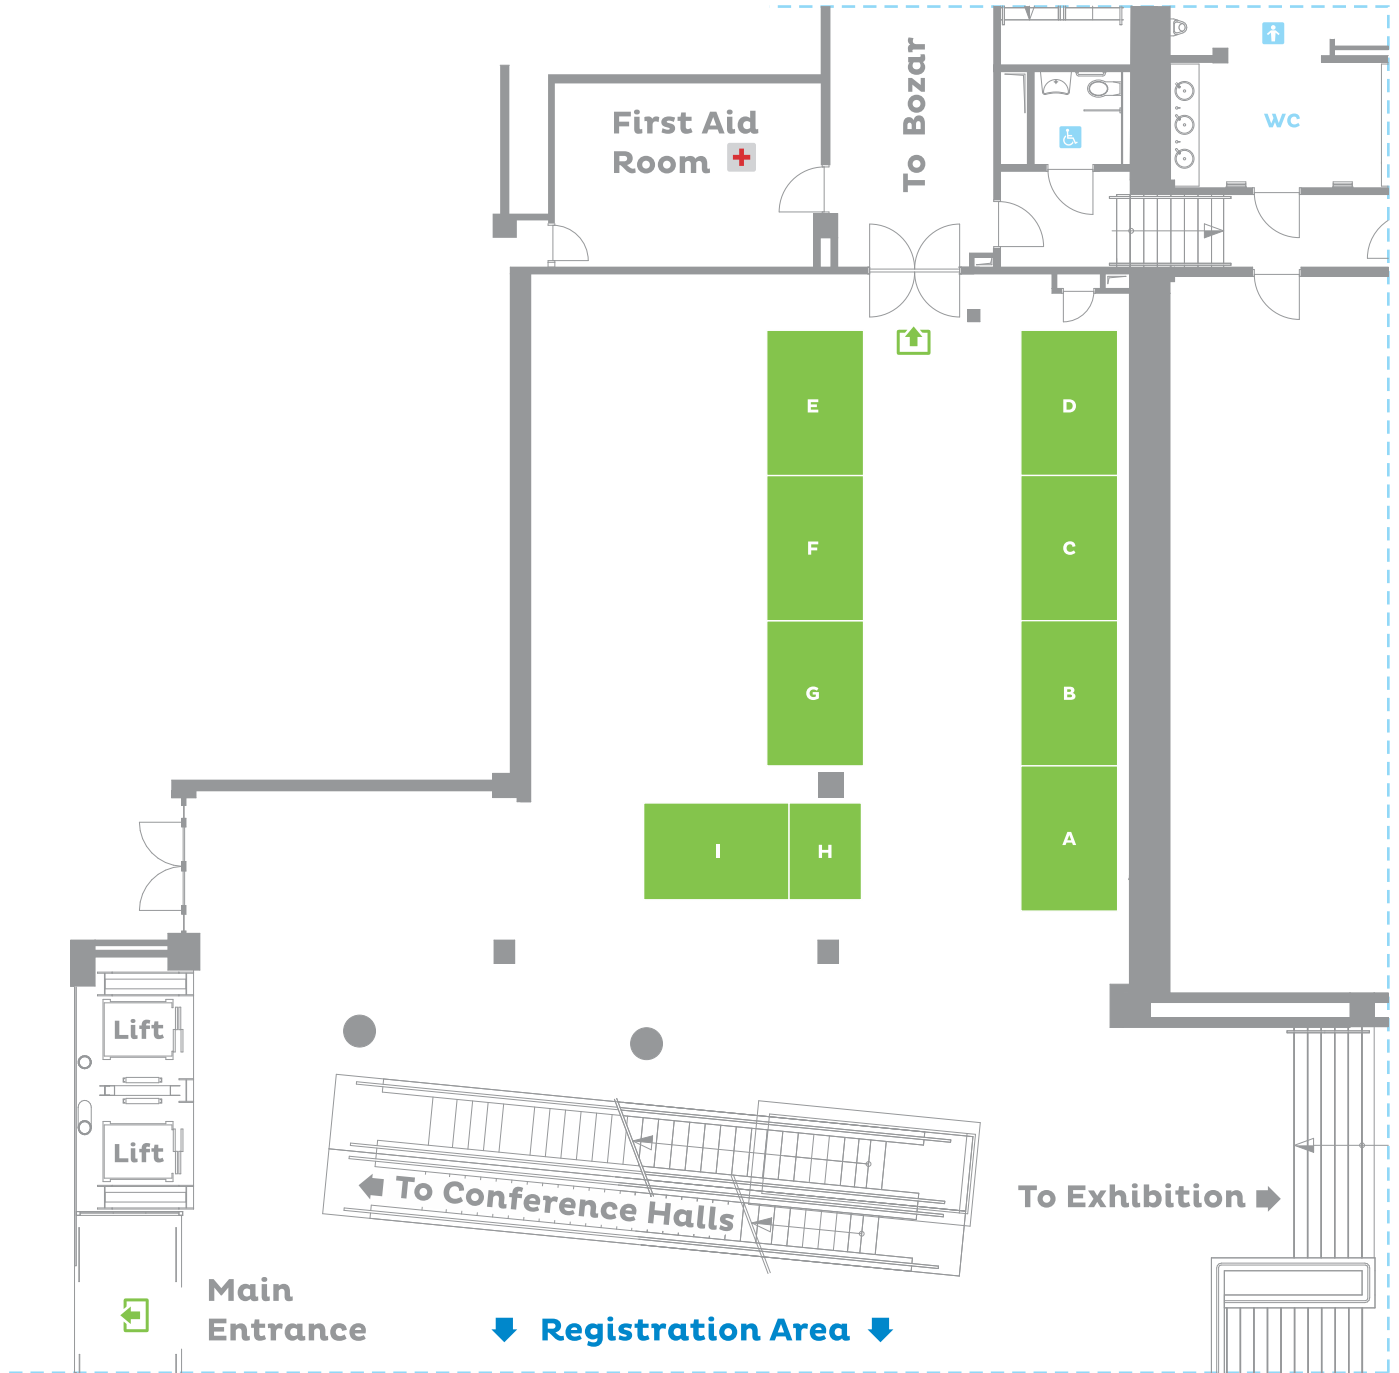 To Bozar
First Aid
Room
WC
E
D
F
C
G
B
I
H
A
Lift
Lift
To Conference Halls
To Exhibition
Main
Entrance
Registration Area